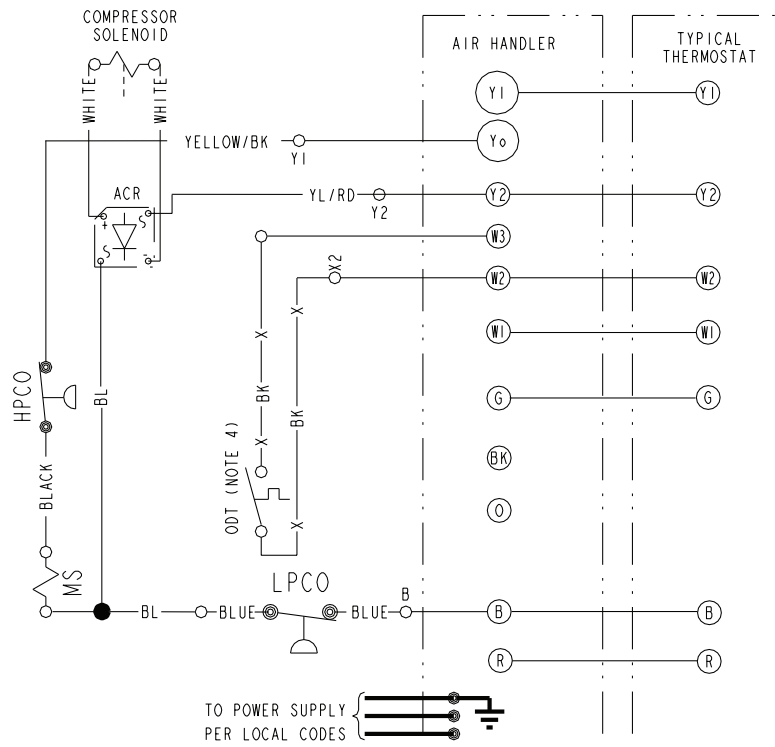 COMPRESSOR
SOLENOID
AIR HANDLER
TYPICAL
THERMOSTAT
WHITE
WHITE
Y1
Y1
YELLOW/BK
Y1
Yo
ACR
YL/RD
Y2
Y2
Y2
W3
X2
W2
W2
W1
W1
X
X
HPCO
BL
BK
BK
G
G
ODT (NOTE 4)
X
X
BK
BLACK
O
MS
LPCO
BL
BLUE
BLUE
B
B
B
R
R
TO POWER SUPPLY
PER LOCAL CODES